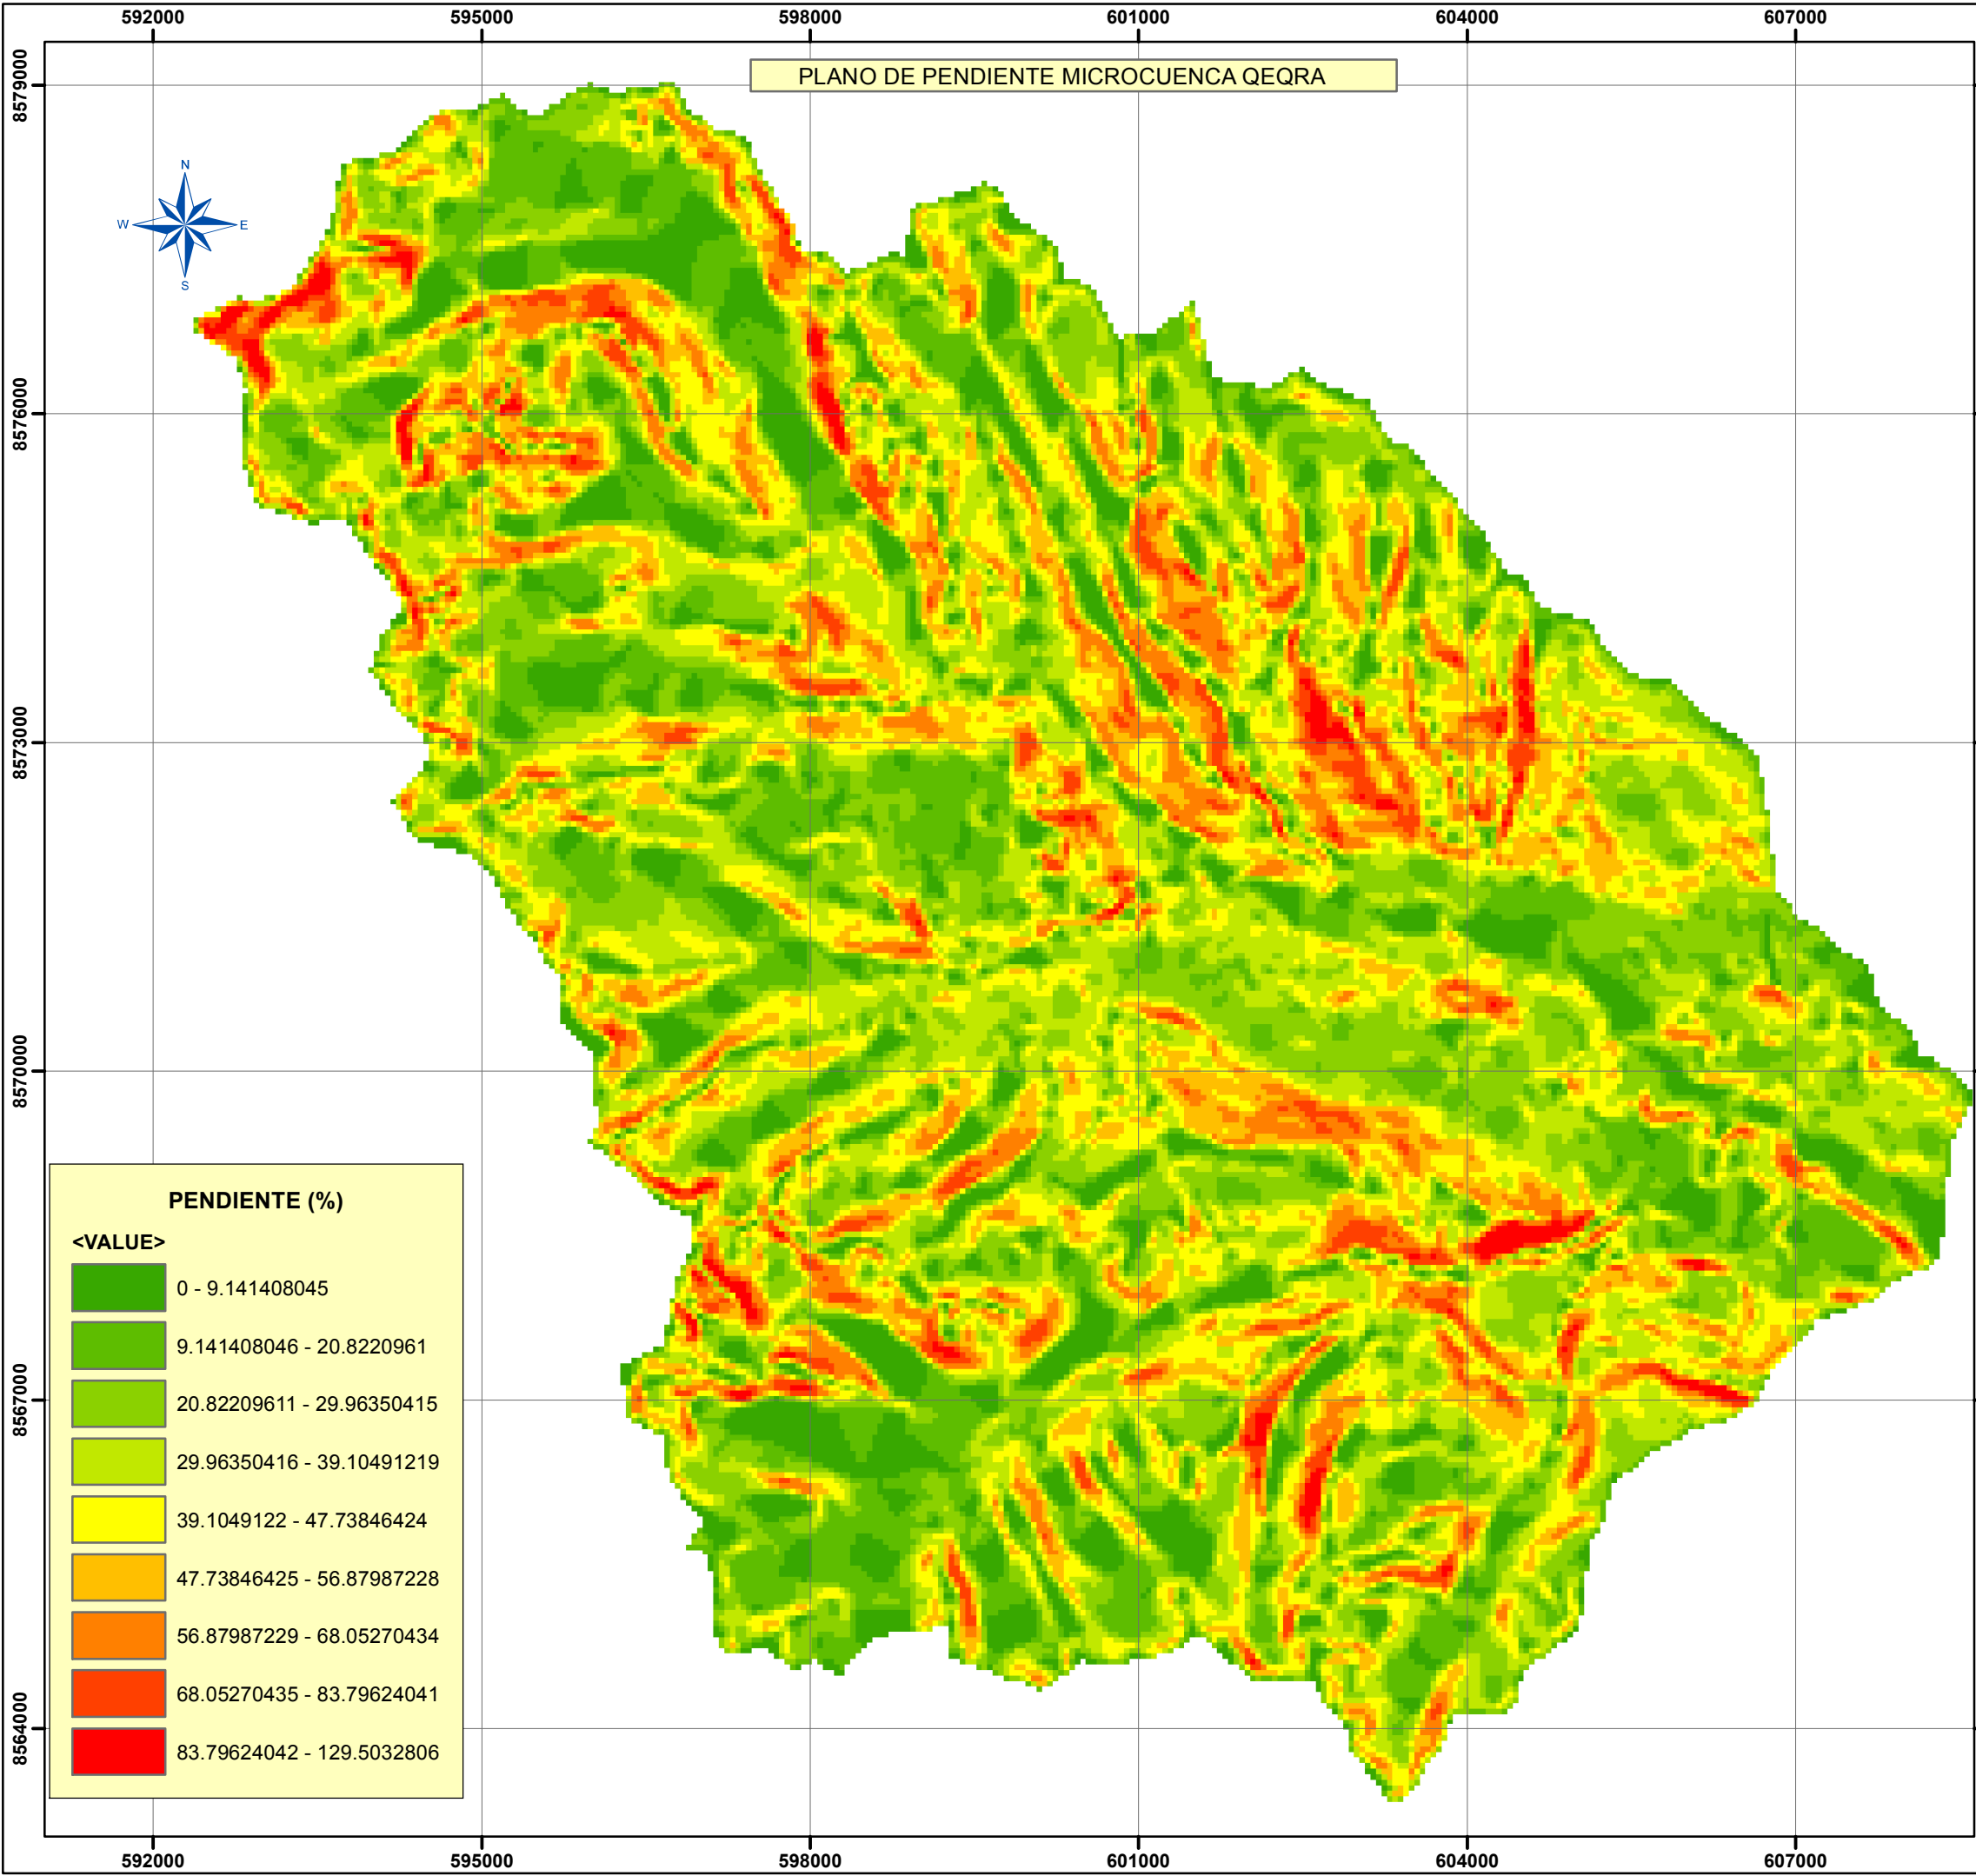 592000 595000 598000 601000 604000 607000
PLANO DE PENDIENTE MICROCUENCA QEQRA
8579000
N
W E
S
8576000
8573000
8570000
8567000
8564000
PENDIENTE (%)
<VALUE>
0 - 9.141408045
9.141408046 - 20.8220961
20.82209611 - 29.96350415
29.96350416 - 39.10491219
39.1049122 - 47.73846424
47.73846425 - 56.87987228
56.87987229 - 68.05270434
68.05270435 - 83.79624041
83.79624042 - 129.5032806
592000 595000 598000 601000 604000 607000